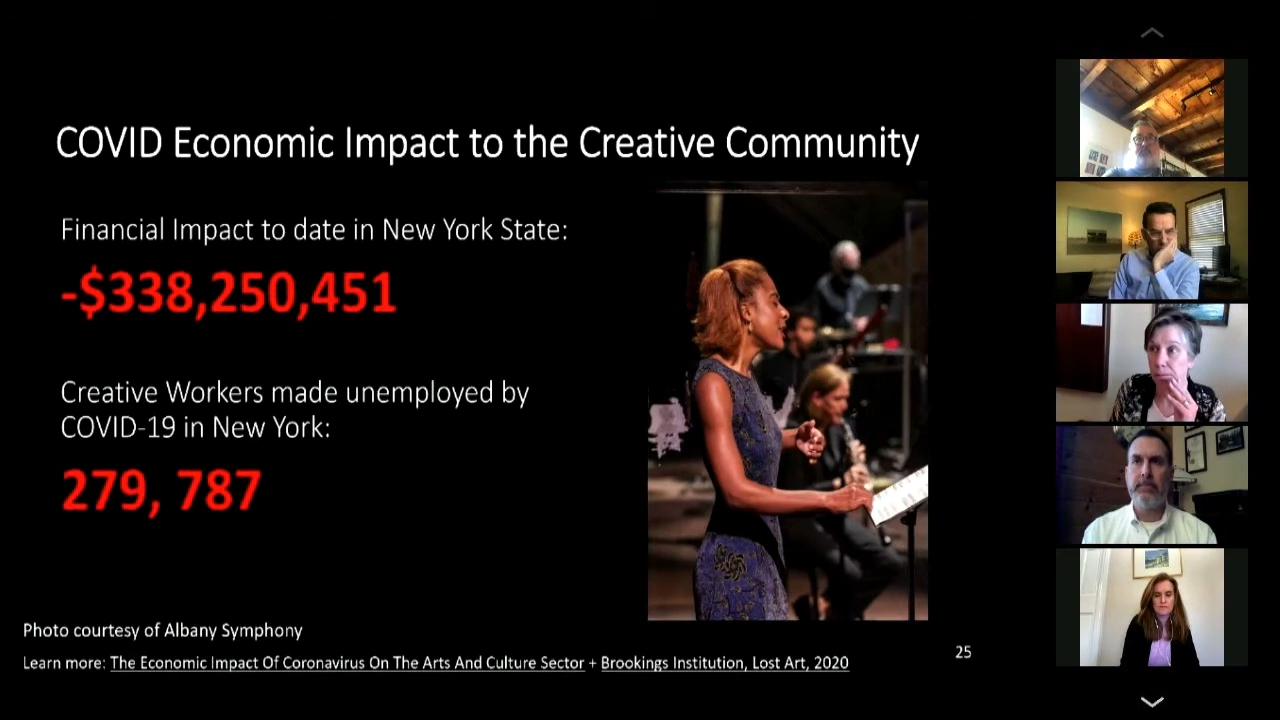 COVID Economic Impact to the Creative Community
Financial Impact to date in New York State:
-$338,250,451
Creative Workers made unemployed by
COVID-19 in New York:
279, 787
Photo courtesy of Albany Symphony
Learn more: The Economic Impact Of Coronavirus On The Arts And Culture Sector + Brookings Institution, Lost Art, 2020
25